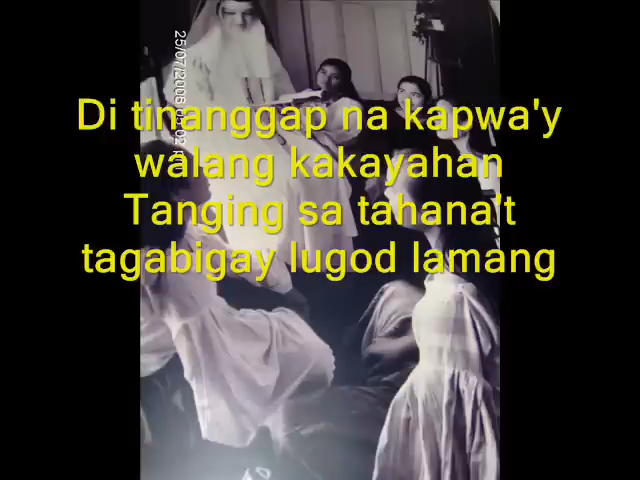 Di tinanggap na kapwa'y
walang kakayahan
Tanging sa tahana't
tagabigay lugod lamang